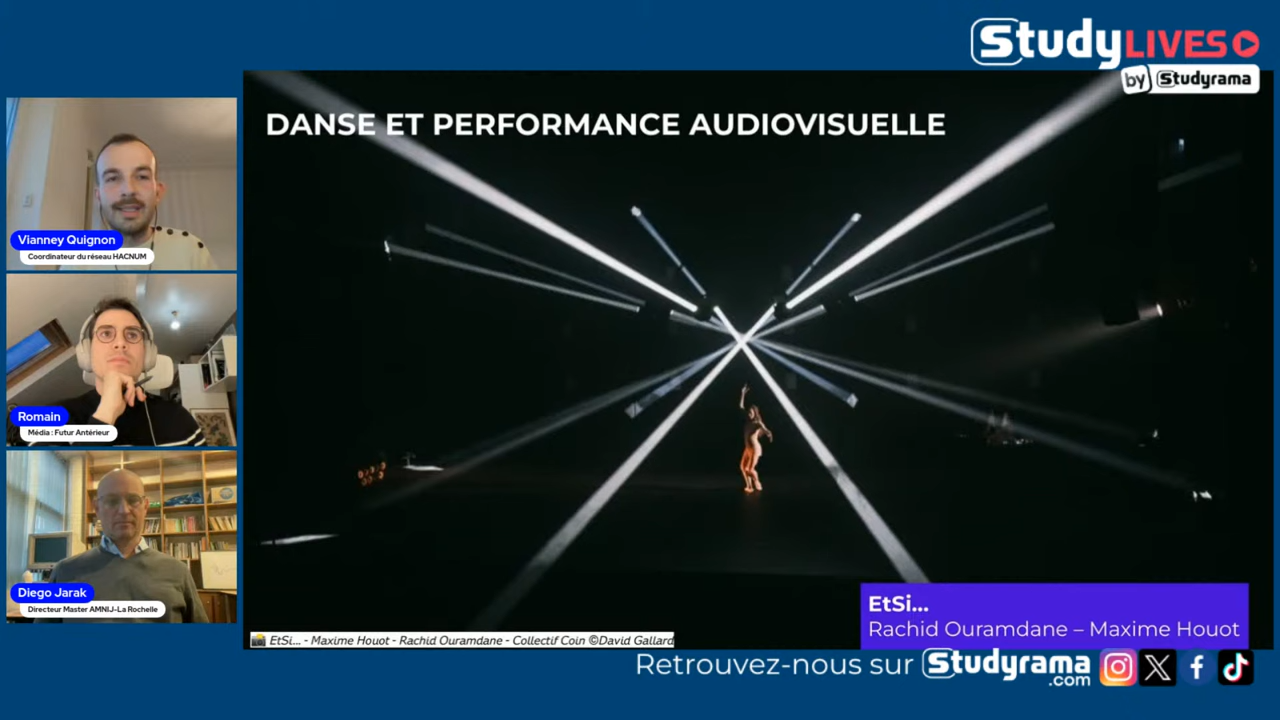 StudyLIVES
by Studyrama
DANSE ET PERFORMANCE AUDIOVISUELLE
Vianney Quignon
Coordinateur du réseau HACNUM
Romain
Média : Futur Antérieur
Diego Jarak
Directeur Master AMNIJ-La Rochelle
EtSi...
Rachid Ouramdane – Maxime Houot
📸 EtSi... - Maxime Houot - Rachid Ouramdane - Collectif Coin ©David Gallard
Retrouvez-nous sur Studyrama
.com